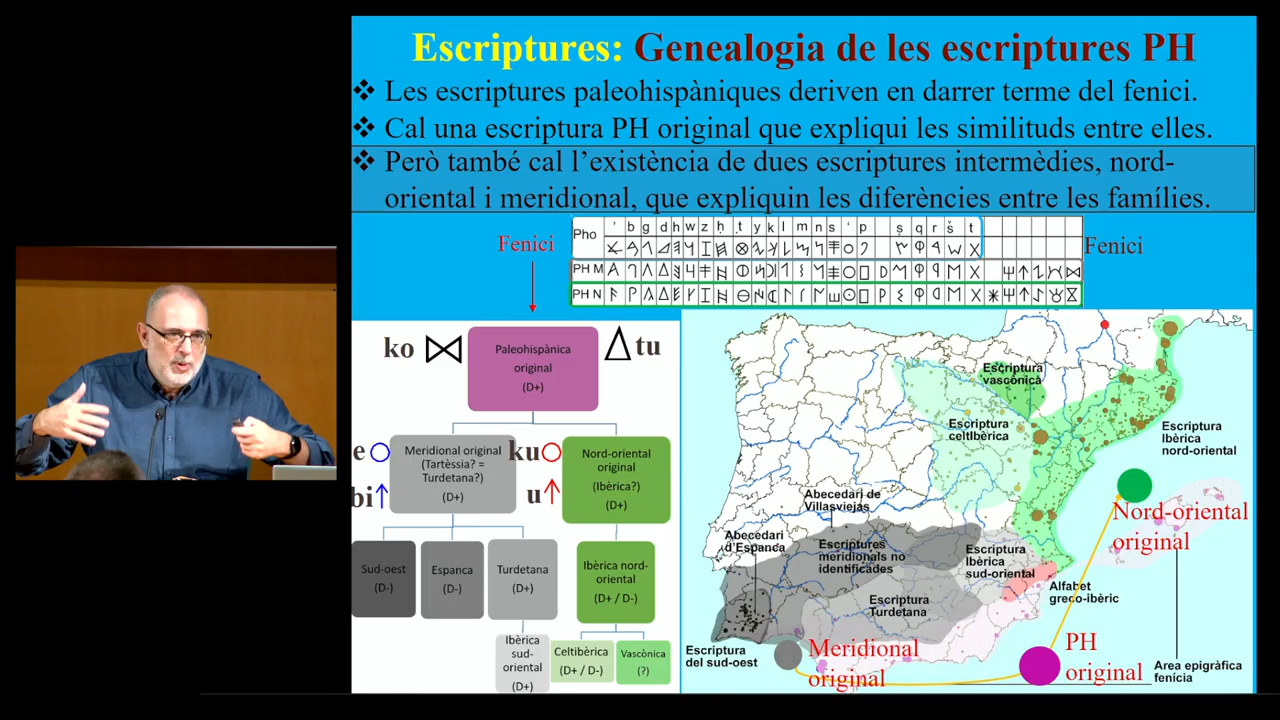 Escriptures: Genealogia de les escriptures PH
❖ Les escriptures paleohispàniques deriven en darrer terme del fenici.
❖ Cal una escriptura PH original que expliqui les similituds entre elles.
❖ Però també cal l’existència de dues escriptures intermèdies, nord-
oriental i meridional, que expliquin les diferències entre les famílies.
Fenici
Pho ʾ b g d h w z ḥ ṭ y k l m n s ʿ p ṣ q r š t
Fenici
PH M
PH N
ko
Paleohispànica
original
(D+)
tu
e
bi
Meridional original
(Tartèssia? =
Turdetana?)
(D+)
ku
u
Nord-oriental
original
(Ibèrica?)
(D+)
Sud-oest
(D-)
Espanca
(D-)
Turdetana
(D+)
Ibèrica nord-
oriental
(D+ / D-)
Ibèrica
sud-
oriental
(D+)
Celtibèrica
(D+ / D-)
Vascònica
(?)
Escriptura
vascònica
Escriptura
celtibèrica
Escriptura
Ibèrica
nord-oriental
Abecedari de
Villasviejas
Nord-oriental
original
Abecedari
d'Espanca
Escriptures
meridionals no
identificades
Escriptura
Ibèrica
sud-oriental
Alfabet
greco-ibèric
Escriptura
Turdetana
Escriptura
del sud-oest
Meridional
original
PH
original
Area epigràfica
fenícia